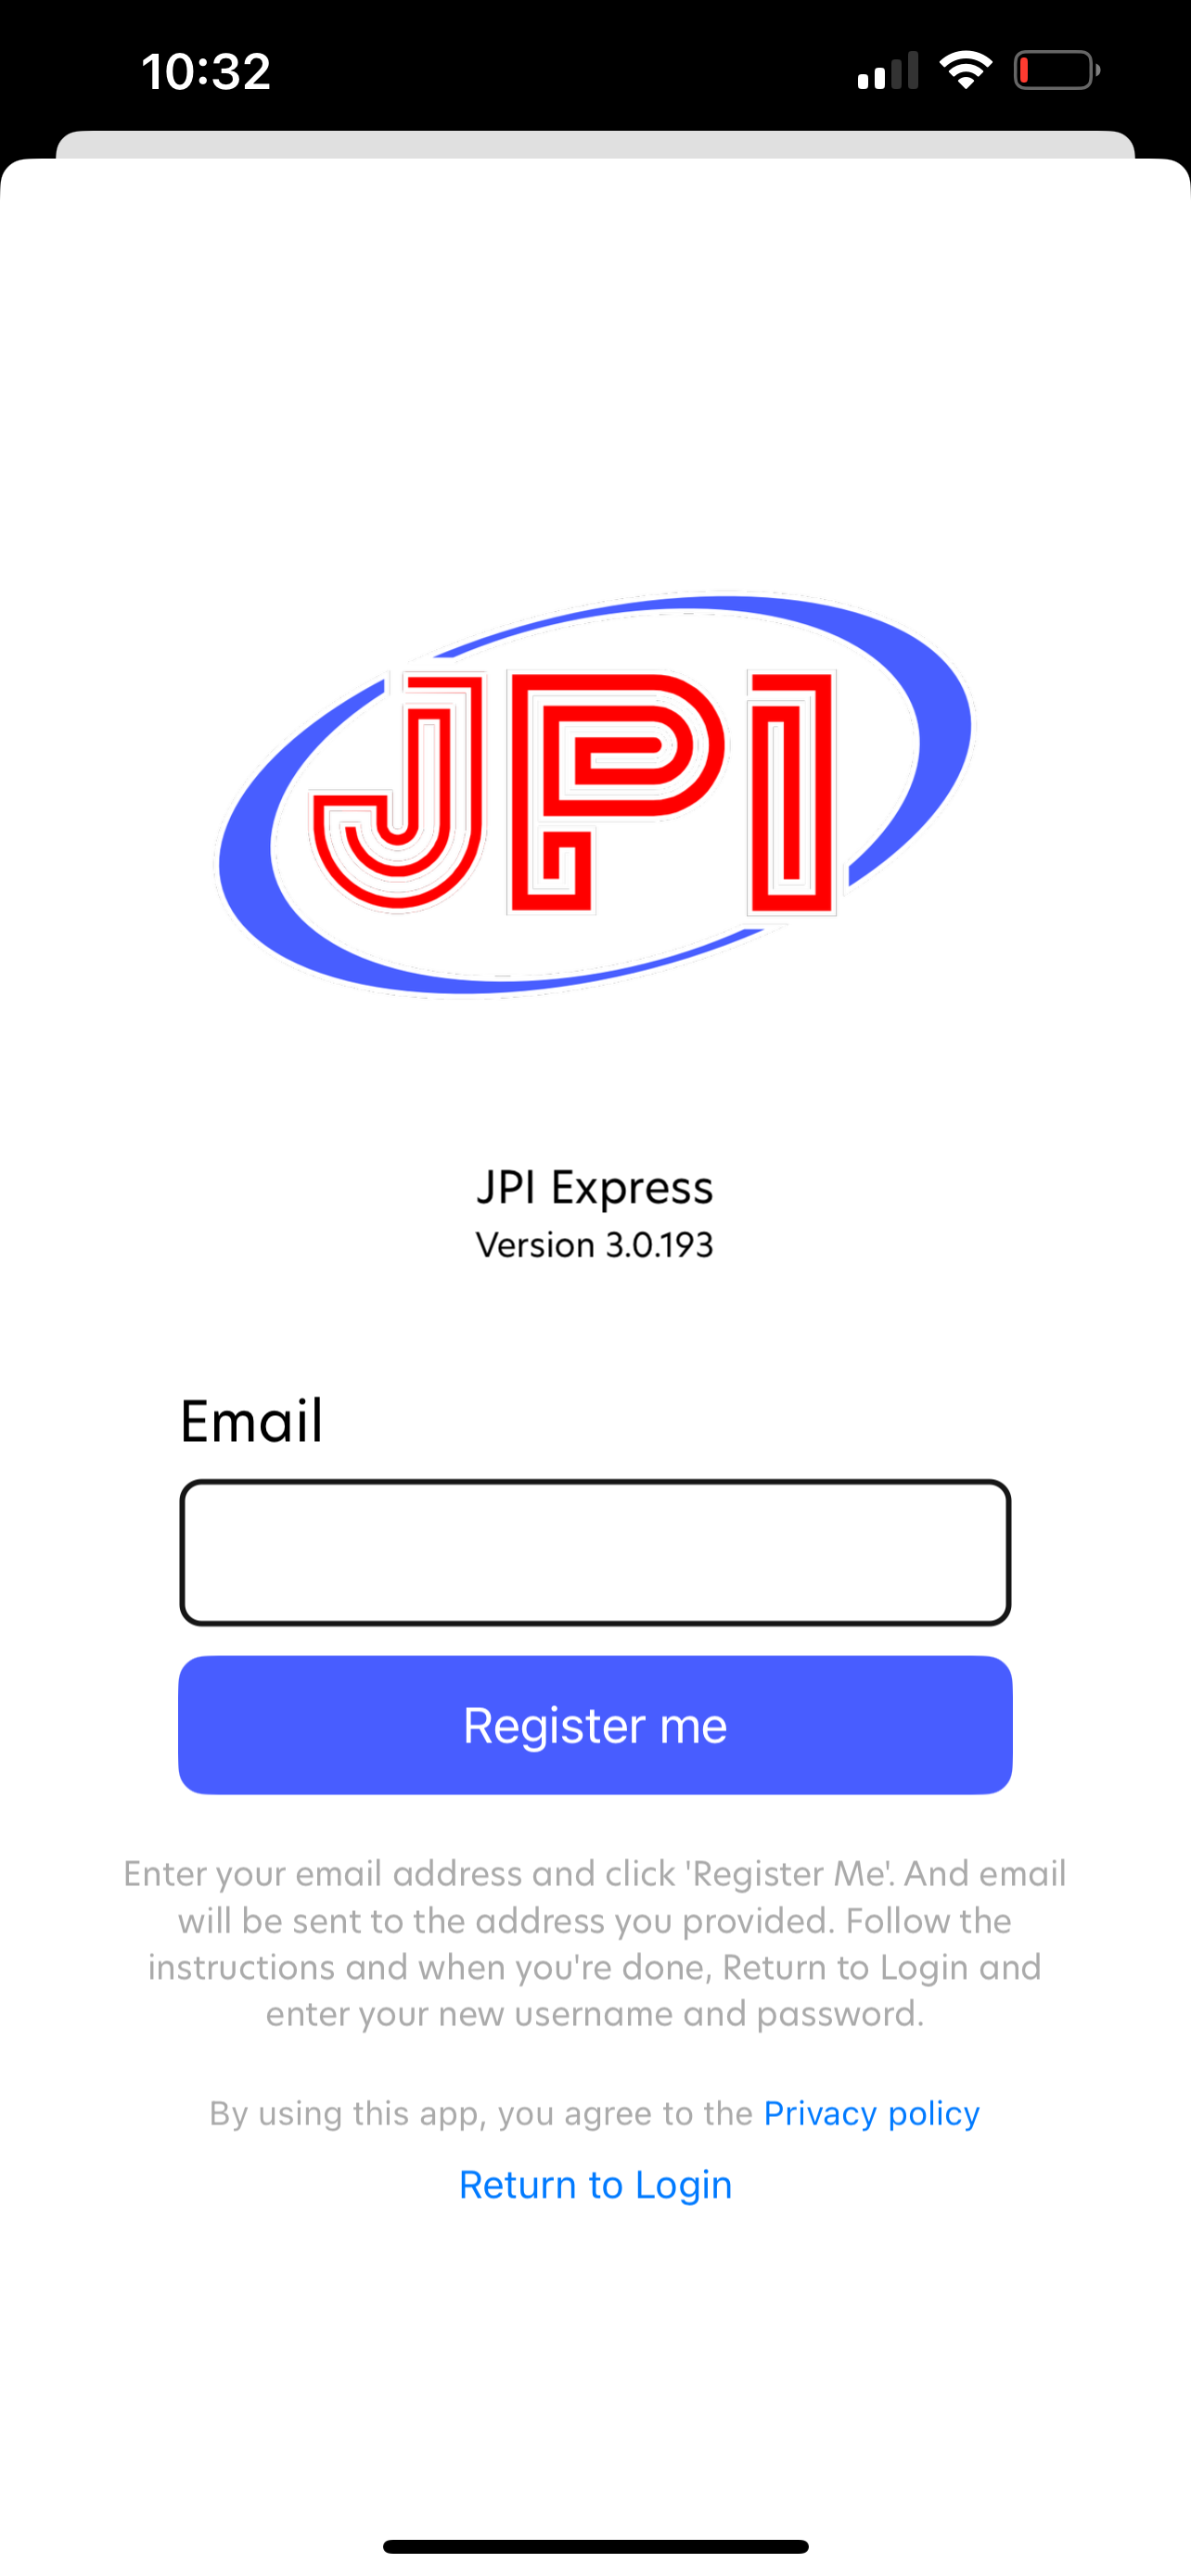 10:32
JPI
JPI Express
Version 3.0.193
Email
Register me
Enter your email address and click 'Register Me'. And email
will be sent to the address you provided. Follow the
instructions and when you're done, Return to Login and
enter your new username and password.
By using this app, you agree to the Privacy policy
Return to Login